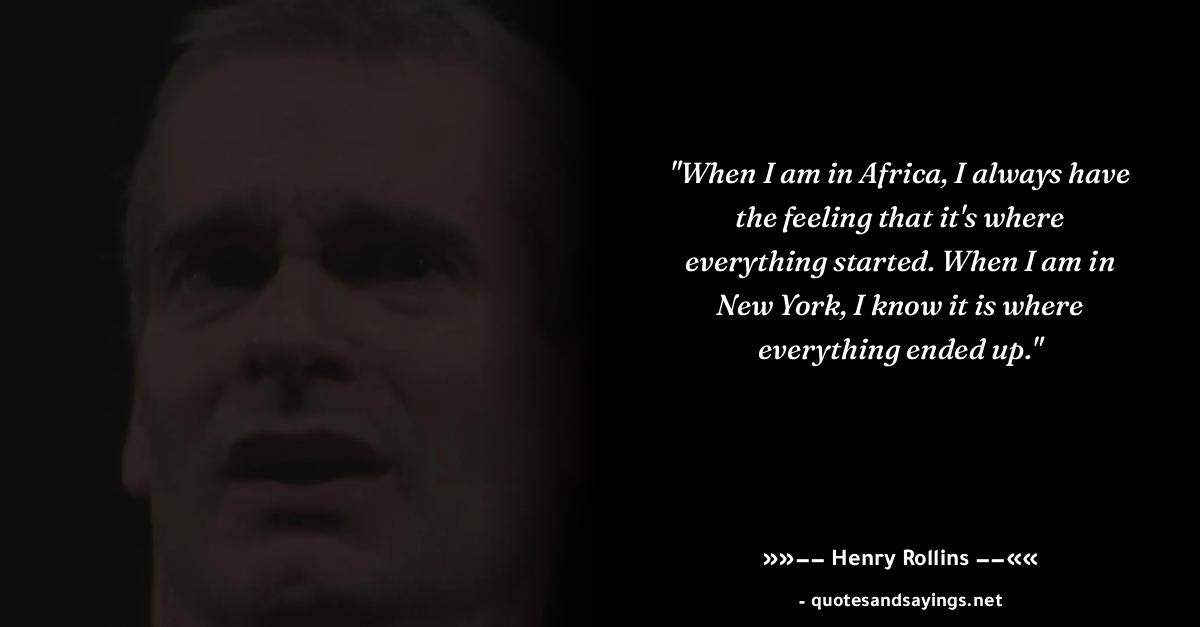 "When I am in Africa, I always have
the feeling that it's where
everything started. When I am in
New York, I know it is where
everything ended up."
»»−− Henry Rollins −−««
- quotesandsayings.net